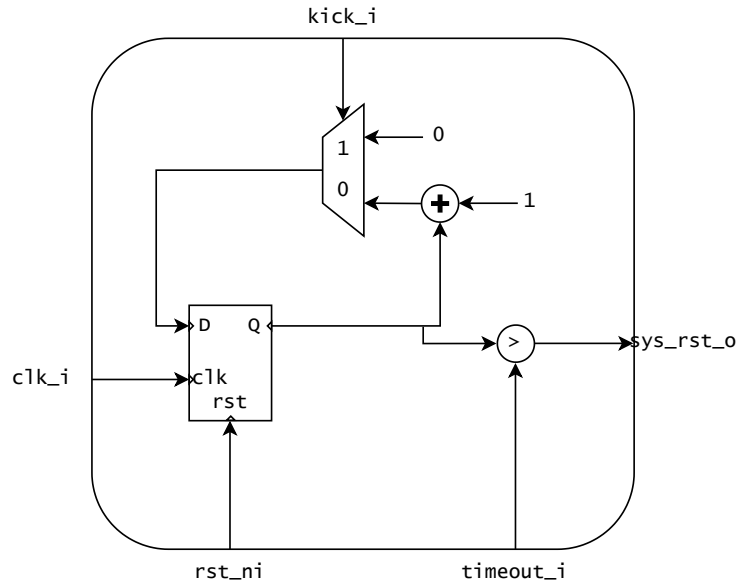 kick_i
0
1
0
1
D
Q
>
sys_rst_o
clk_i
clk
rst
rst_ni
timeout_i